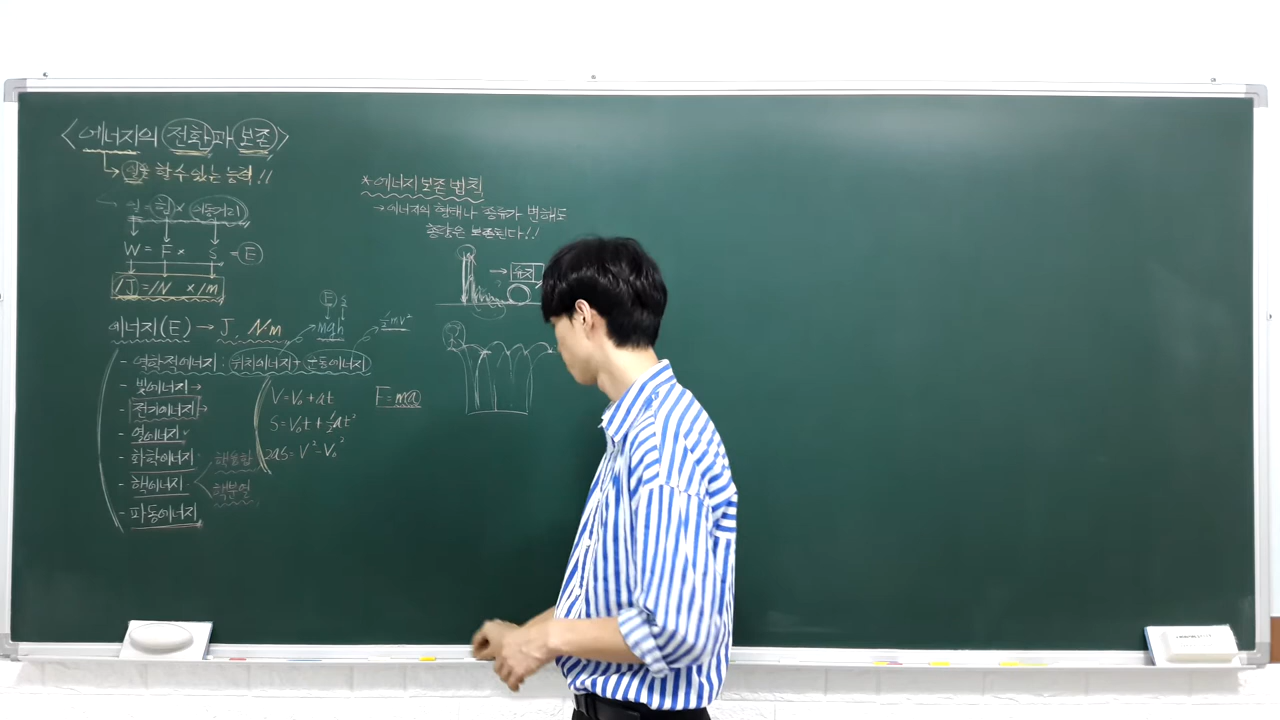 <에너지의 전환과 보존>
→ 일을 할 수 있는 능력!!
일 = 힘 × 이동거리
W = F × S = E
1J = 1N × 1m
에너지(E) → J, N·m
F S
mgh
½mv²
- 역학적에너지 : 위치에너지 + 운동에너지
- 빛에너지 →
- 전기에너지 →
- 열에너지
- 화학에너지
- 핵에너지
- 파동에너지
핵융합
핵분열
V = V₀ + at
S = V₀t + ½at²
2as = V² - V₀²
F = ma
* 에너지 보존 법칙
→ 에너지의 형태나 종류가 변해도
총량은 보존된다!!
→ 유지